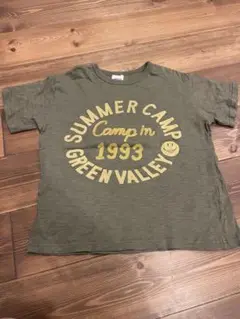 SUMMER CAMP
Camp'in
1993
GREEN VALLEY